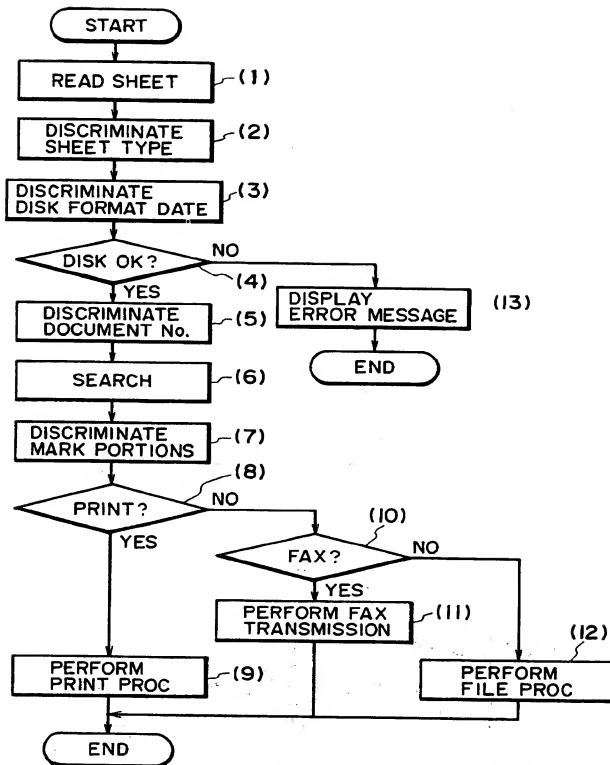 START
READ SHEET (1)
DISCRIMINATE
SHEET TYPE (2)
DISCRIMINATE
DISK FORMAT DATE (3)
DISK OK? (4)
NO
YES
DISPLAY
ERROR MESSAGE (13)
END
DISCRIMINATE
DOCUMENT No. (5)
SEARCH (6)
DISCRIMINATE
MARK PORTIONS (7)
PRINT? (8)
NO
YES
FAX? (10)
NO
YES
PERFORM FAX
TRANSMISSION (11)
PERFORM
PRINT PROC (9)
PERFORM
FILE PROC (12)
END